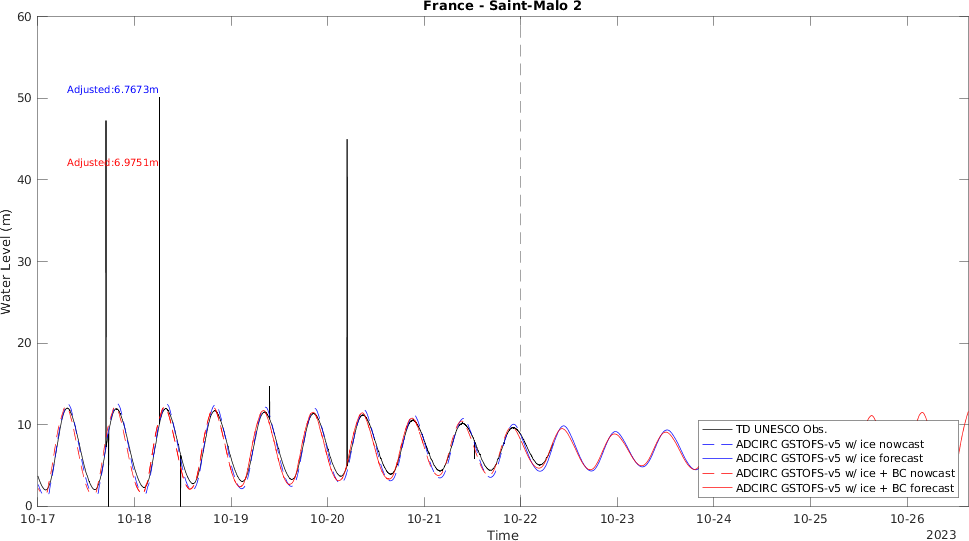 France - Saint-Malo 2
60
50
40
30
20
10
0
Water Level (m)
Adjusted:6.7673m
Adjusted:6.9751m
TD UNESCO Obs.
ADCIRC GSTOFS-v5 w/ ice nowcast
ADCIRC GSTOFS-v5 w/ ice forecast
ADCIRC GSTOFS-v5 w/ ice + BC nowcast
ADCIRC GSTOFS-v5 w/ ice + BC forecast
10-17 10-18 10-19 10-20 10-21 10-22 10-23 10-24 10-25 10-26
Time
2023